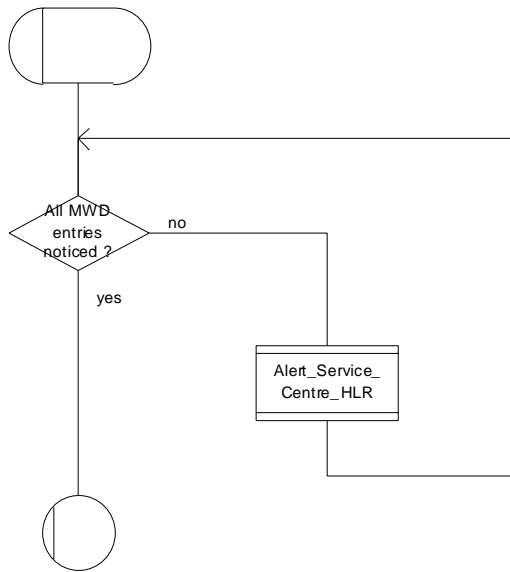 All MWD
entries
noticed ?
no
yes
Alert_Service_
Centre_HLR